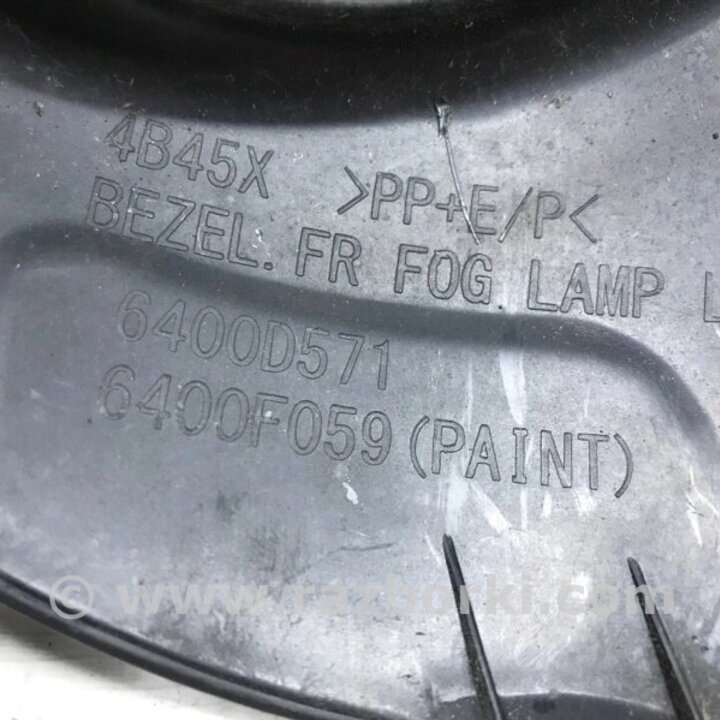 4B45X >PP+E/P<
BEZEL. FR FOG LAMP L
6400D571
6400F059(PAINT)
© www.razborki.com